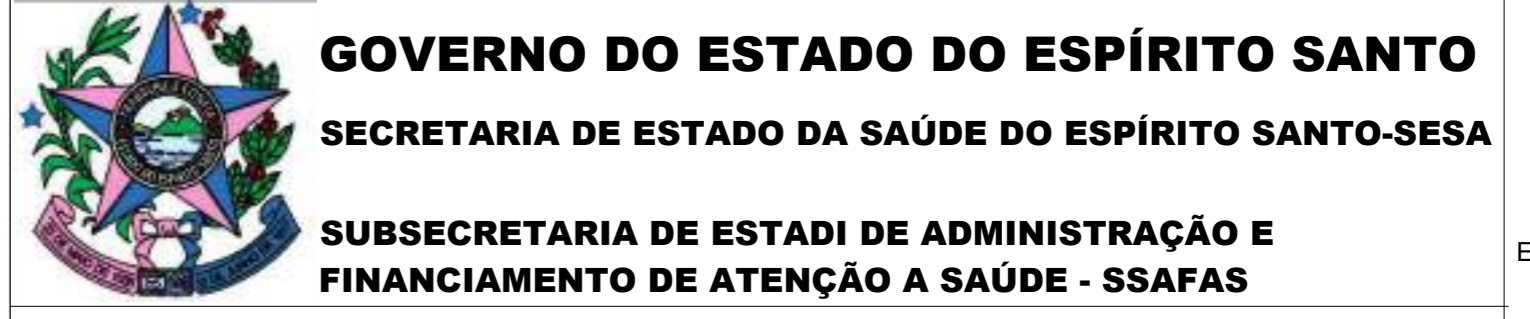 GOVERNO DO ESTADO DO ESPÍRITO SANTO
SECRETARIA DE ESTADO DA SAÚDE DO ESPÍRITO SANTO-SESA
SUBSECRETARIA DE ESTADI DE ADMINISTRAÇÃO E
FINANCIAMENTO DE ATENÇÃO A SAÚDE - SSAFAS
E